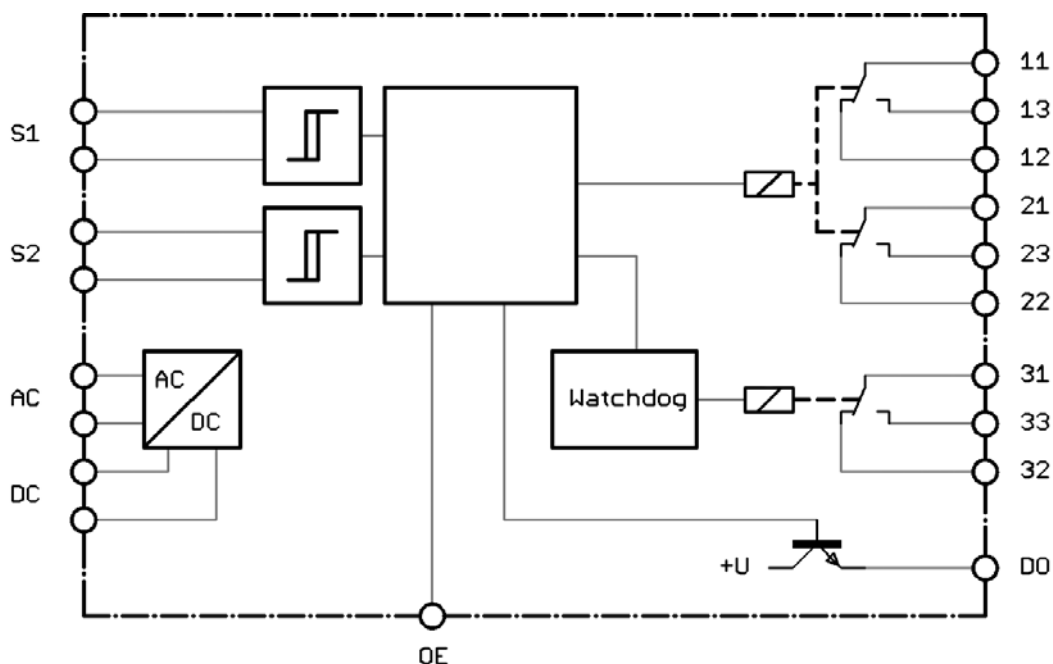 11
13
12
21
23
22
31
33
32
DO
S1
S2
AC
DC
AC
DC
Watchdog
+U
OE